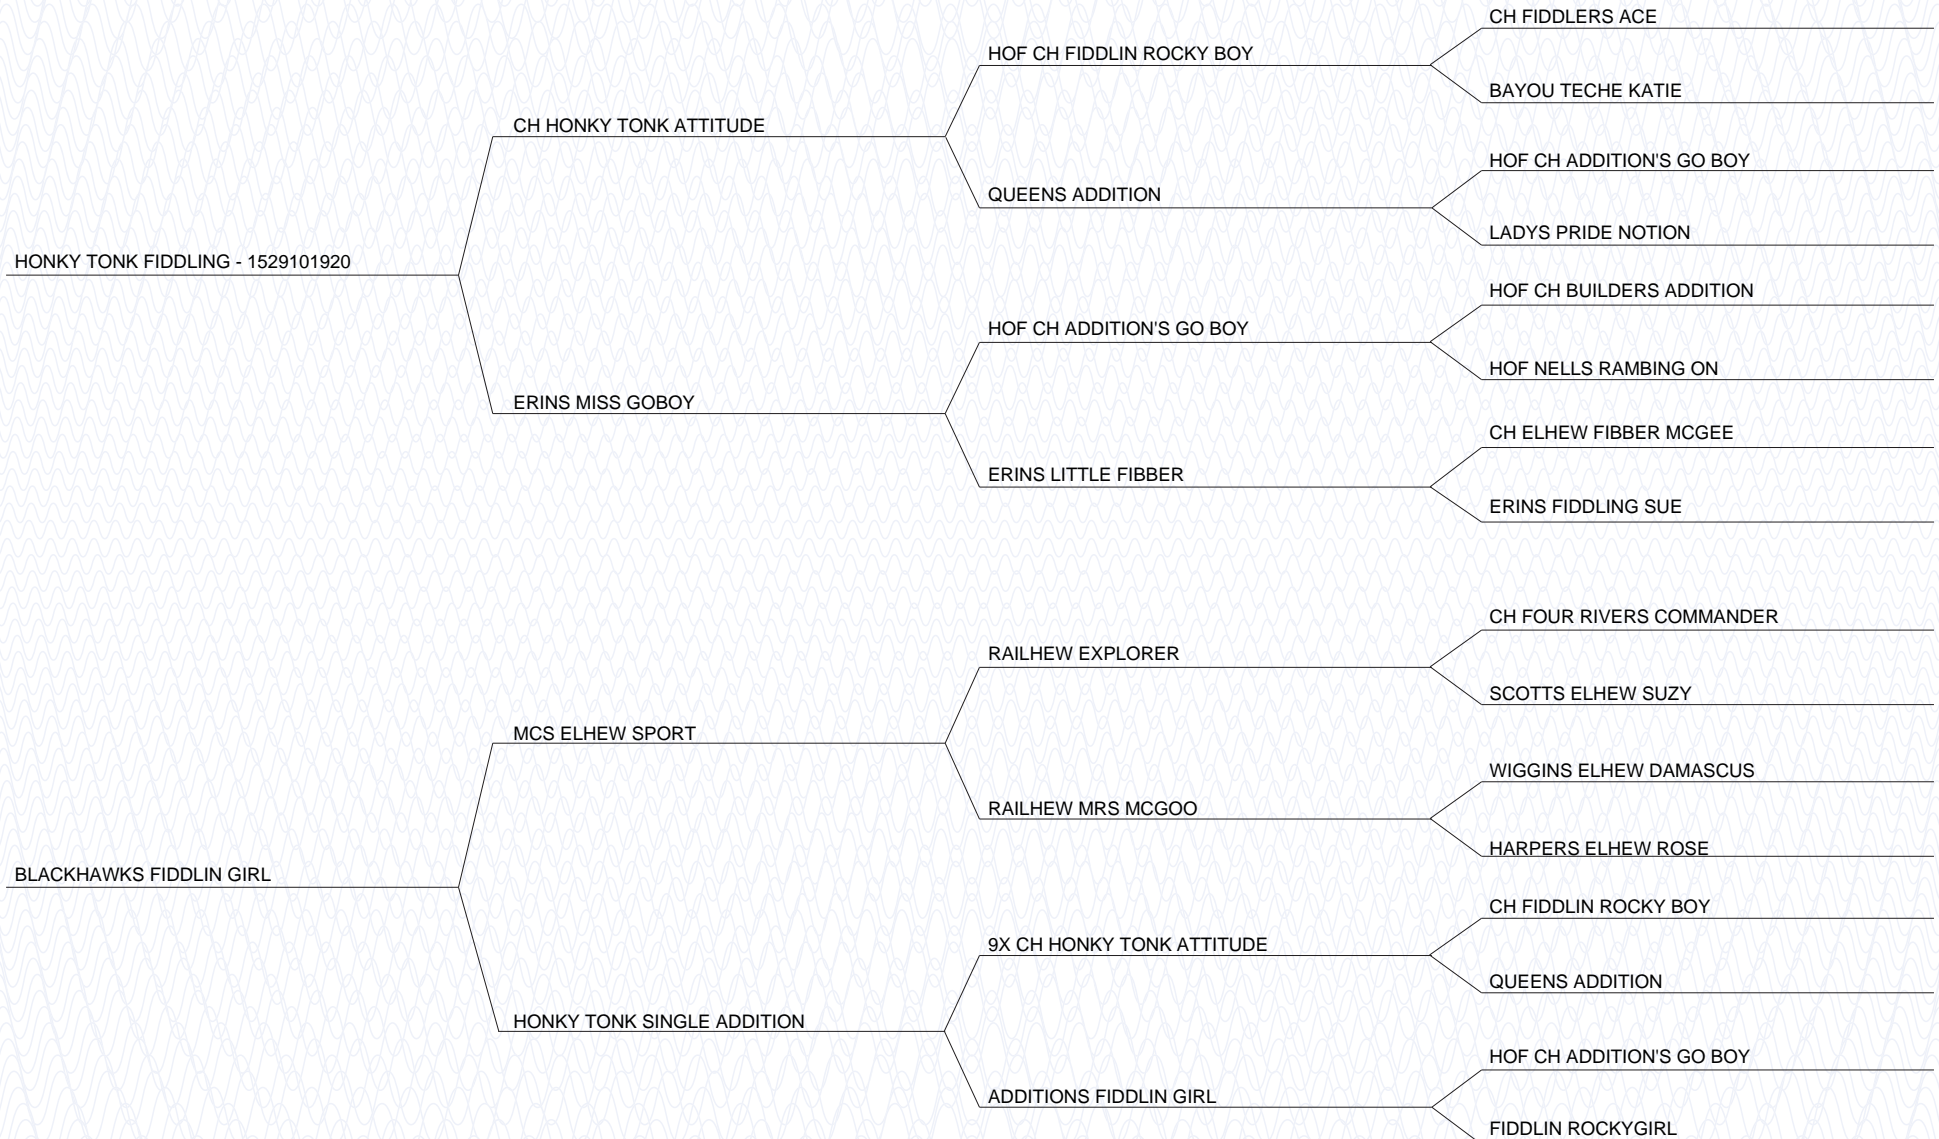 CH FIDDLERS ACE
HOF CH FIDDLIN ROCKY BOY
BAYOU TECHE KATIE
CH HONKY TONK ATTITUDE
HOF CH ADDITION'S GO BOY
QUEENS ADDITION
LADYS PRIDE NOTION
HONKY TONK FIDDLING - 1529101920
HOF CH BUILDERS ADDITION
HOF CH ADDITION'S GO BOY
HOF NELLS RAMBING ON
ERINS MISS GOBOY
CH ELHEW FIBBER MCGEE
ERINS LITTLE FIBBER
ERINS FIDDLING SUE
CH FOUR RIVERS COMMANDER
RAILHEW EXPLORER
SCOTTS ELHEW SUZY
MCS ELHEW SPORT
WIGGINS ELHEW DAMASCUS
RAILHEW MRS MCGOO
HARPERS ELHEW ROSE
BLACKHAWKS FIDDLIN GIRL
CH FIDDLIN ROCKY BOY
9X CH HONKY TONK ATTITUDE
QUEENS ADDITION
HONKY TONK SINGLE ADDITION
HOF CH ADDITION'S GO BOY
ADDITIONS FIDDLIN GIRL
FIDDLIN ROCKYGIRL